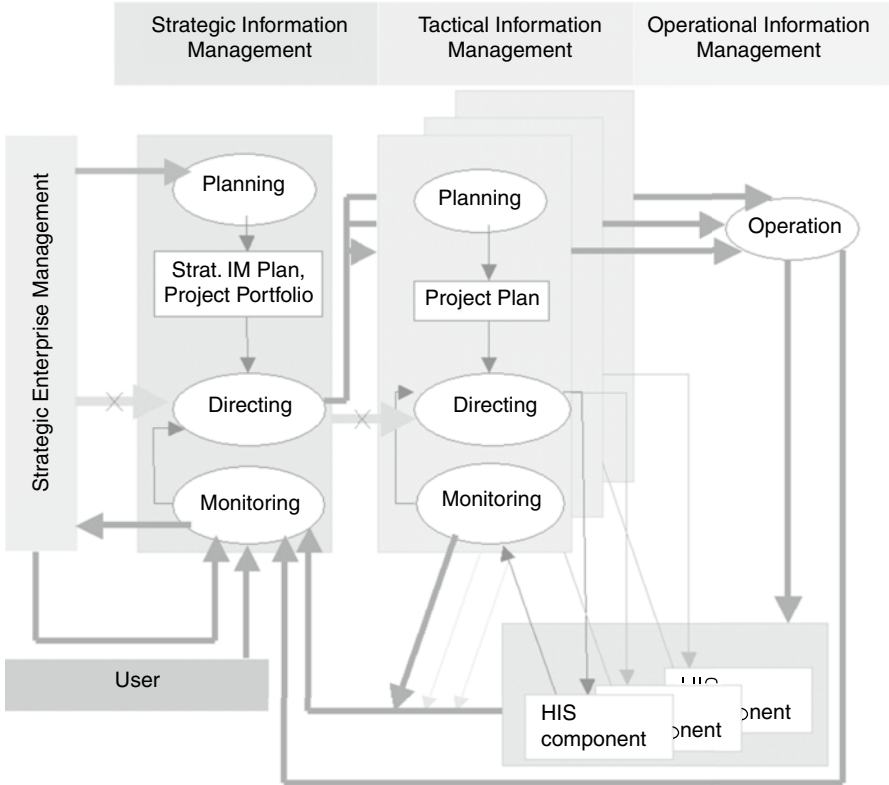 Strategic Information
Management
Tactical Information
Management
Operational Information
Management
Strategic Enterprise Management
Planning
Strat. IM Plan,
Project Portfolio
Directing
Monitoring
Planning
Project Plan
Directing
Monitoring
Operation
User
HIS
component